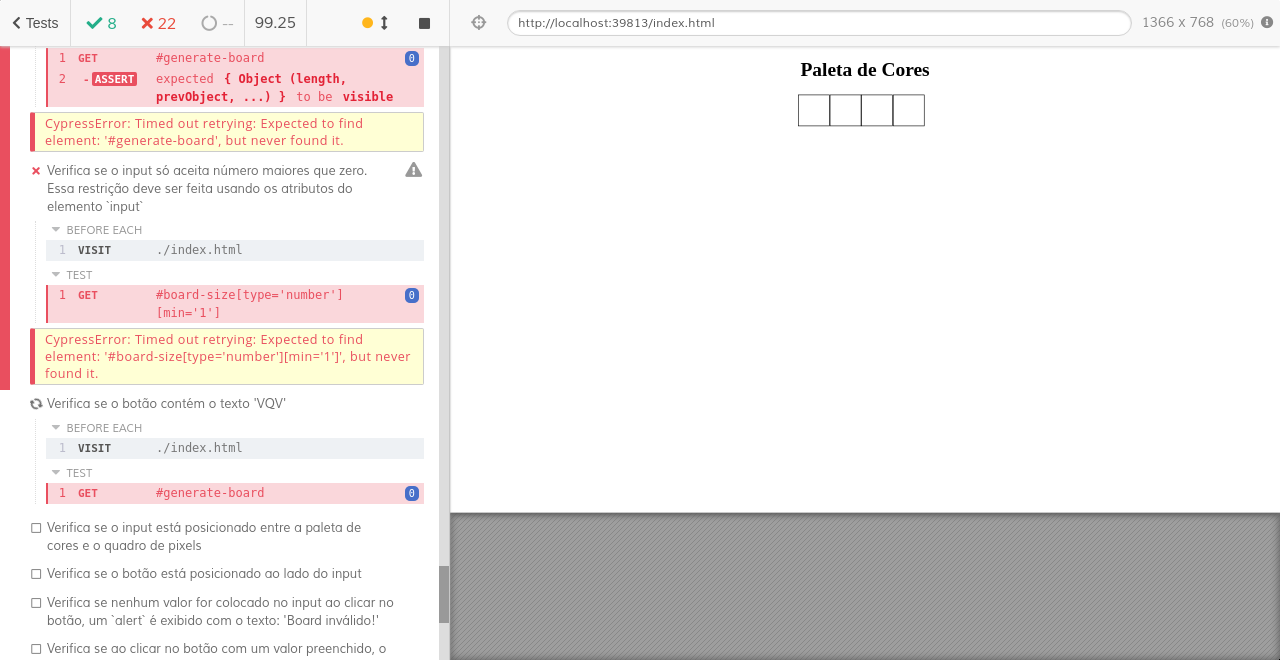 Tests 8 22 -- 99.25
http://localhost:39813/index.html 1366 x 768 (60%)
1 GET #generate-board 0
2 -ASSERT expected { Object (length,
prevObject, ...) } to be visible
CypressError: Timed out retrying: Expected to find
element: '#generate-board', but never found it.
Verifica se o input só aceita número maiores que zero.
Essa restrição deve ser feita usando os atributos do
elemento `input`
BEFORE EACH
1 VISIT ./index.html
TEST
1 GET #board-size[type='number'] 0
[min='1']
CypressError: Timed out retrying: Expected to find
element: '#board-size[type='number'][min='1']', but never
found it.
Verifica se o botão contém o texto 'VQV'
BEFORE EACH
1 VISIT ./index.html
TEST
1 GET #generate-board 0
Verifica se o input está posicionado entre a paleta de
cores e o quadro de pixels
Verifica se o botão está posicionado ao lado do input
Verifica se nenhum valor for colocado no input ao clicar no
botão, um `alert` é exibido com o texto: 'Board inválido!'
Verifica se ao clicar no botão com um valor preenchido, o
Paleta de Cores